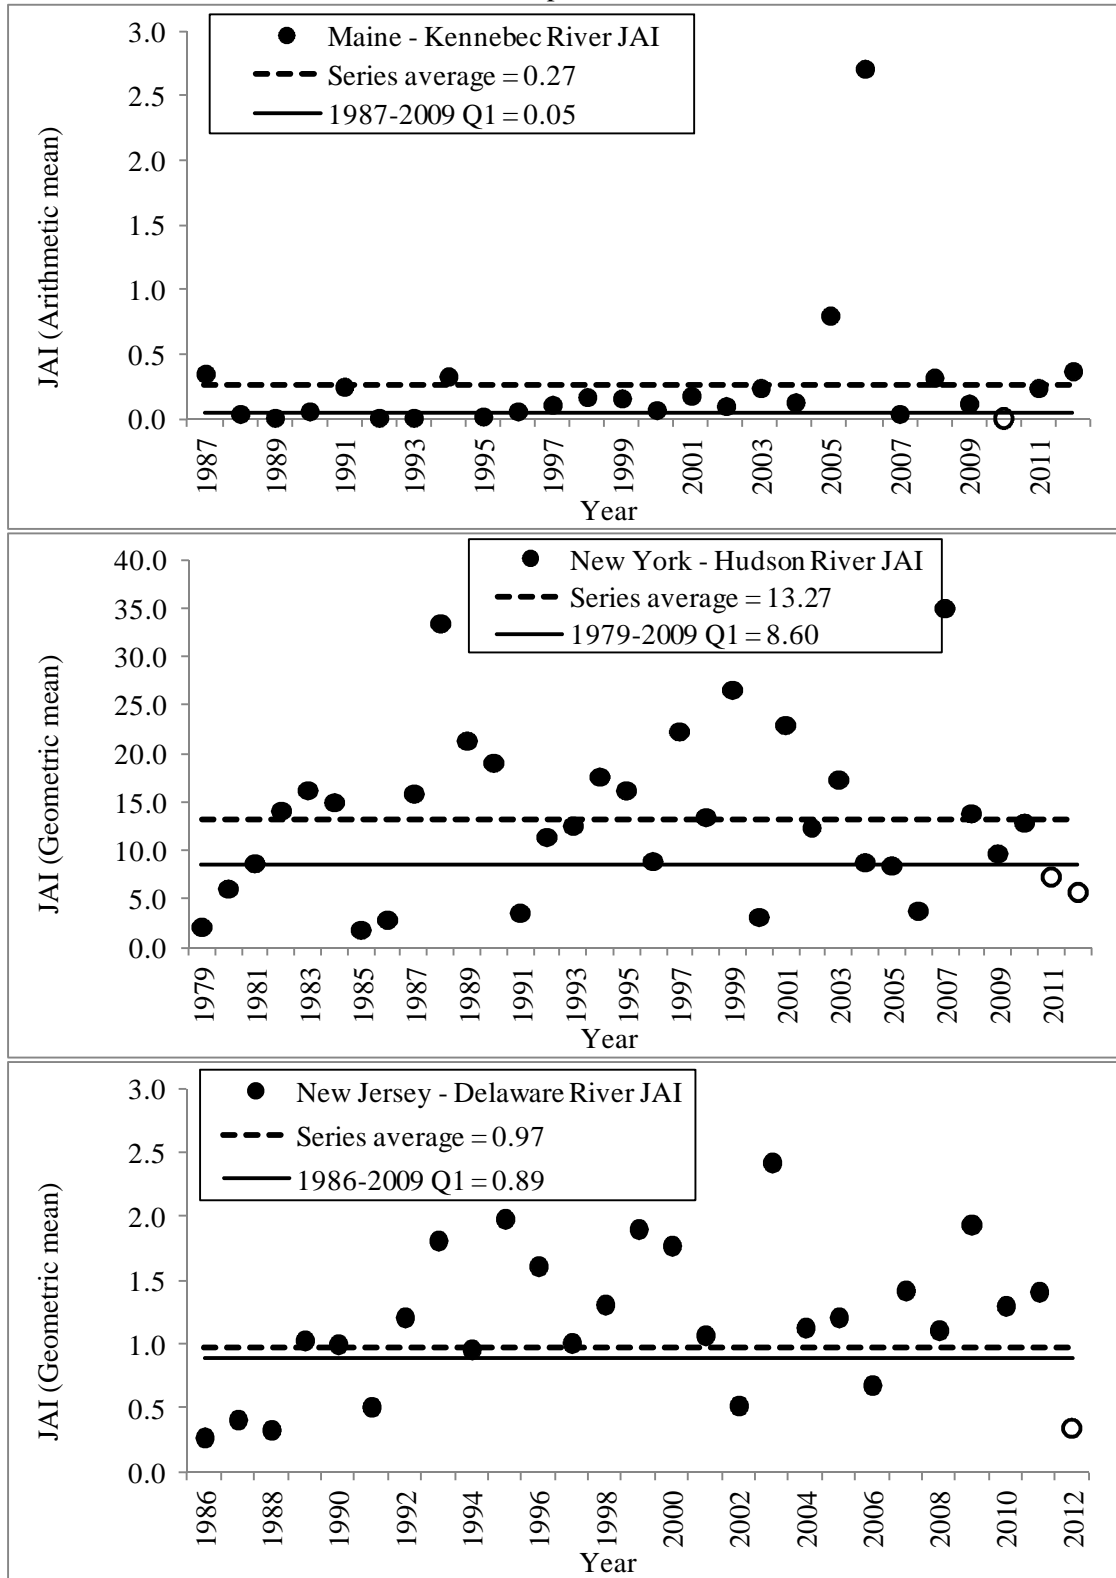 Maine - Kennebec River JAI
Series average = 0.27
1987-2009 Q1 = 0.05
JAI (Arithmetic mean)
3.0
2.5
2.0
1.5
1.0
0.5
0.0
1987 1989 1991 1993 1995 1997 1999 2001 2003 2005 2007 2009 2011
Year
New York - Hudson River JAI
Series average = 13.27
1979-2009 Q1 = 8.60
JAI (Geometric mean)
40.0
35.0
30.0
25.0
20.0
15.0
10.0
5.0
0.0
1979 1981 1983 1985 1987 1989 1991 1993 1995 1997 1999 2001 2003 2005 2007 2009 2011
Year
New Jersey - Delaware River JAI
Series average = 0.97
1986-2009 Q1 = 0.89
JAI (Geometric mean)
3.0
2.5
2.0
1.5
1.0
0.5
0.0
1986 1988 1990 1992 1994 1996 1998 2000 2002 2004 2006 2008 2010 2012
Year